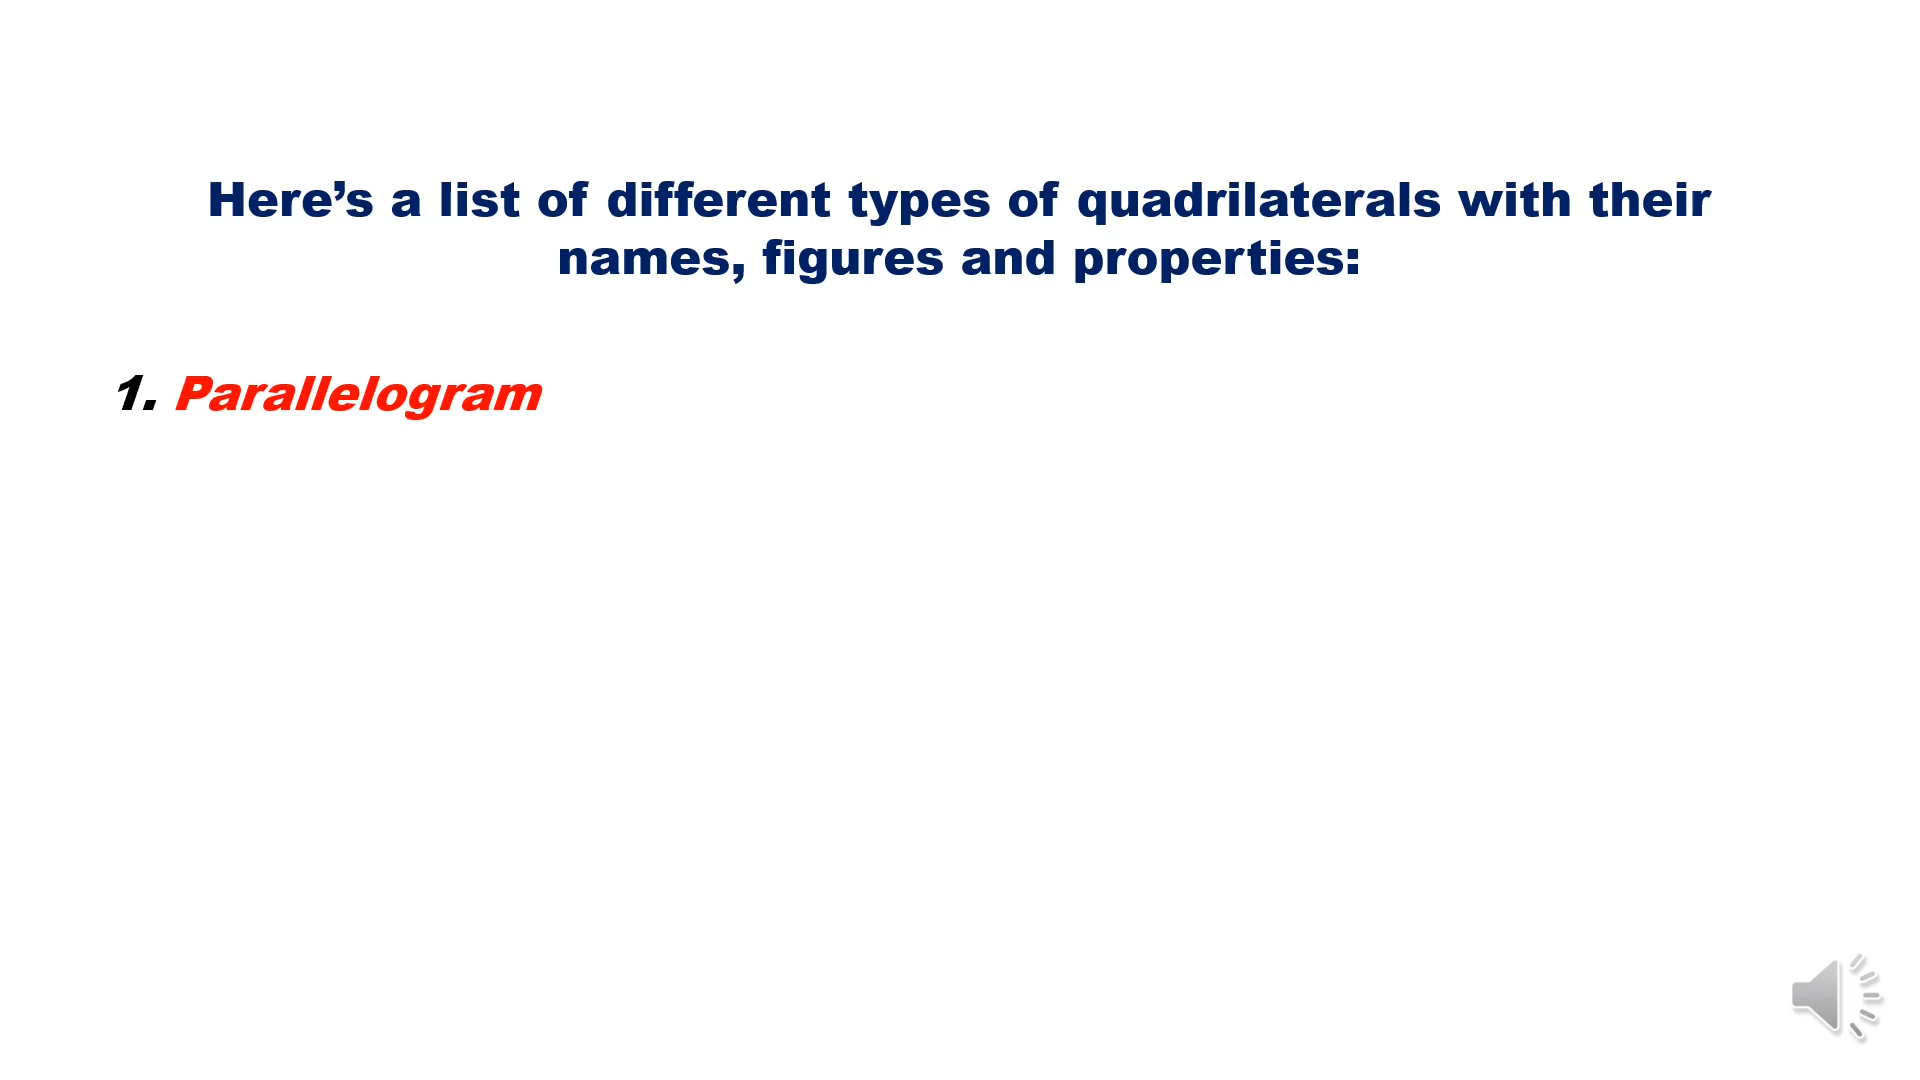 Here’s a list of different types of quadrilaterals with their
names, figures and properties:
1. Parallelogram